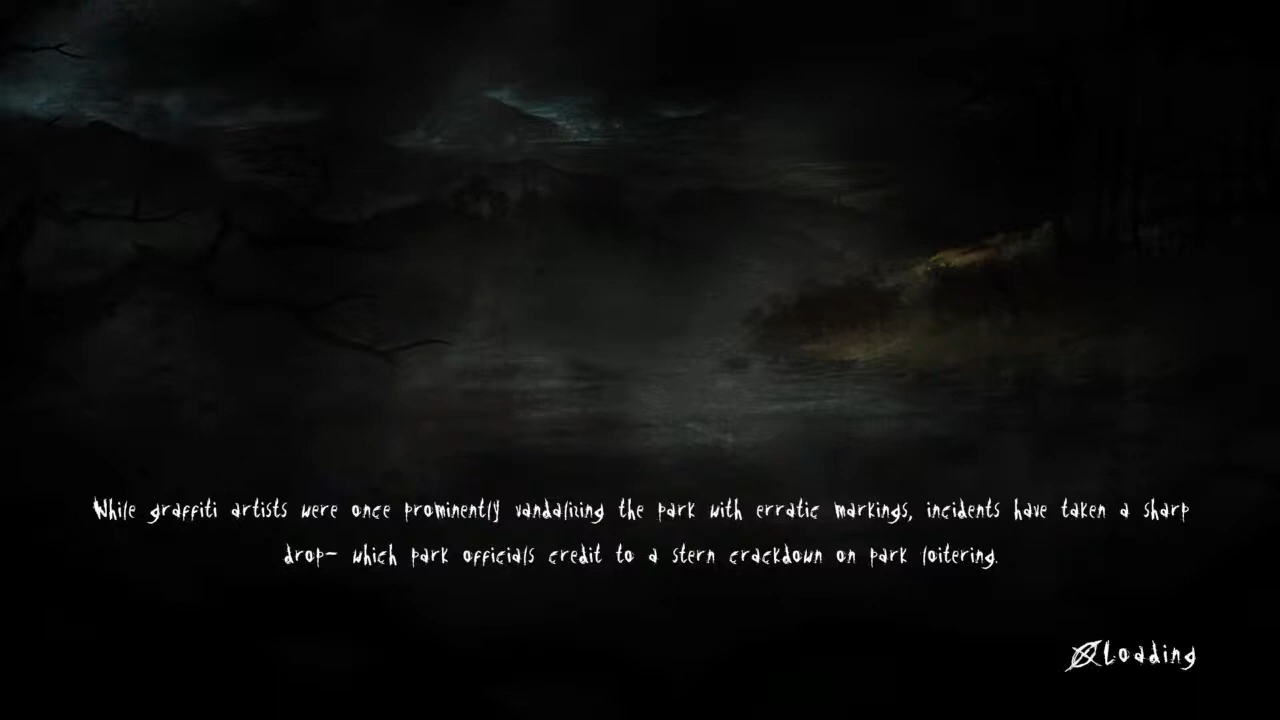 While graffiti artists were once prominently vandalizing the park with erratic markings, incidents have taken a sharp
drop- which park officials credit to a stern crackdown on park loitering.
Loading